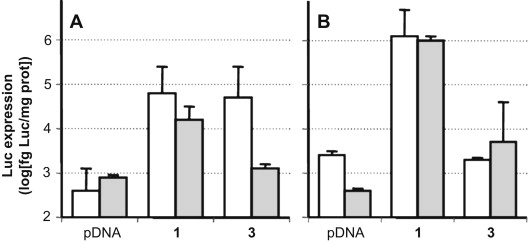 A
B
Luc expression
(log[fg Luc/mg prot])
6
5
4
3
2
pDNA
1
3
pDNA
1
3